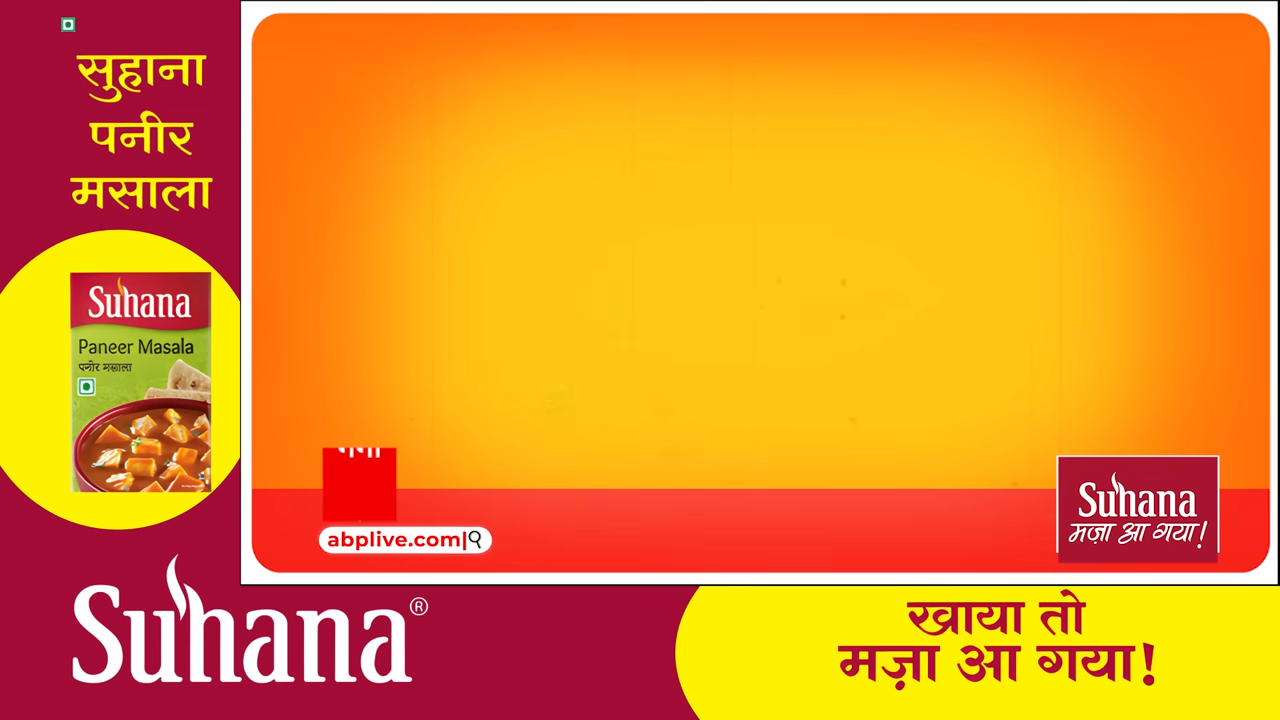 सुहाना
पनीर
मसाला
Suhana
Paneer Masala
पनीर मसाला
abplive.com
Suhana
मज़ा आ गया!
Suhana®
खाया तो
मज़ा आ गया!